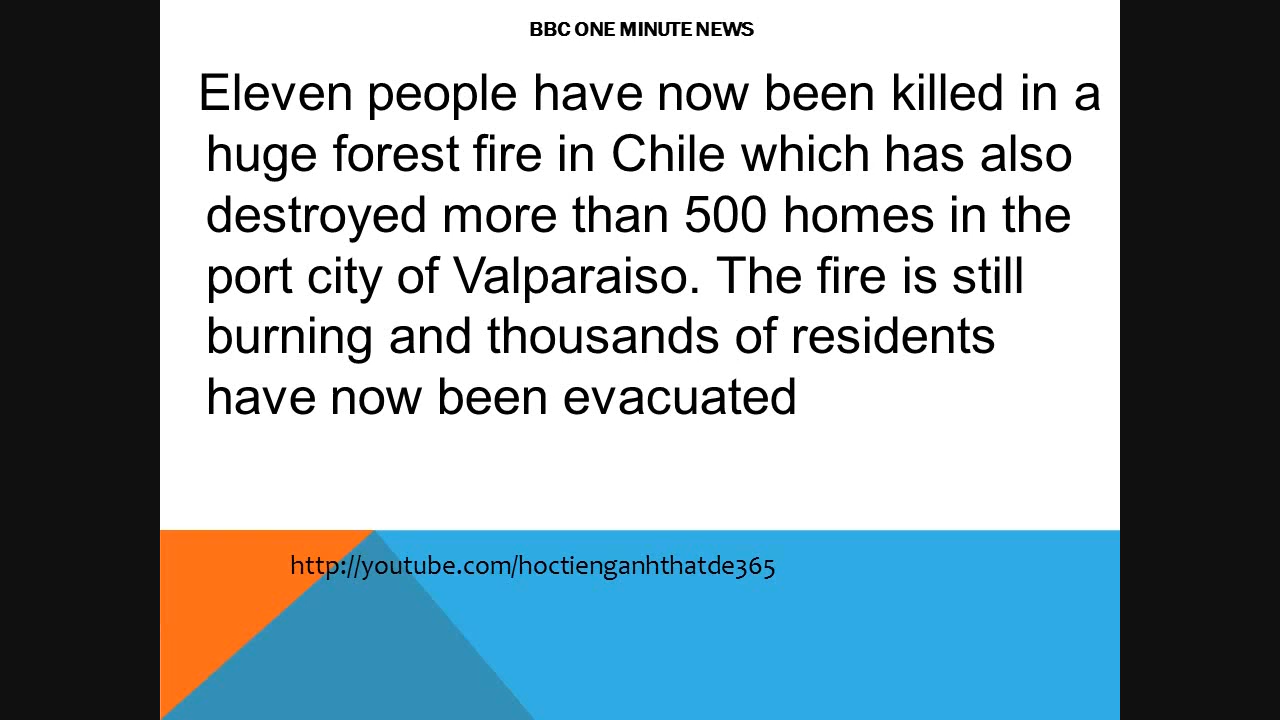 BBC ONE MINUTE NEWS
Eleven people have now been killed in a
huge forest fire in Chile which has also
destroyed more than 500 homes in the
port city of Valparaiso. The fire is still
burning and thousands of residents
have now been evacuated
http://youtube.com/hoctienganhthatde365